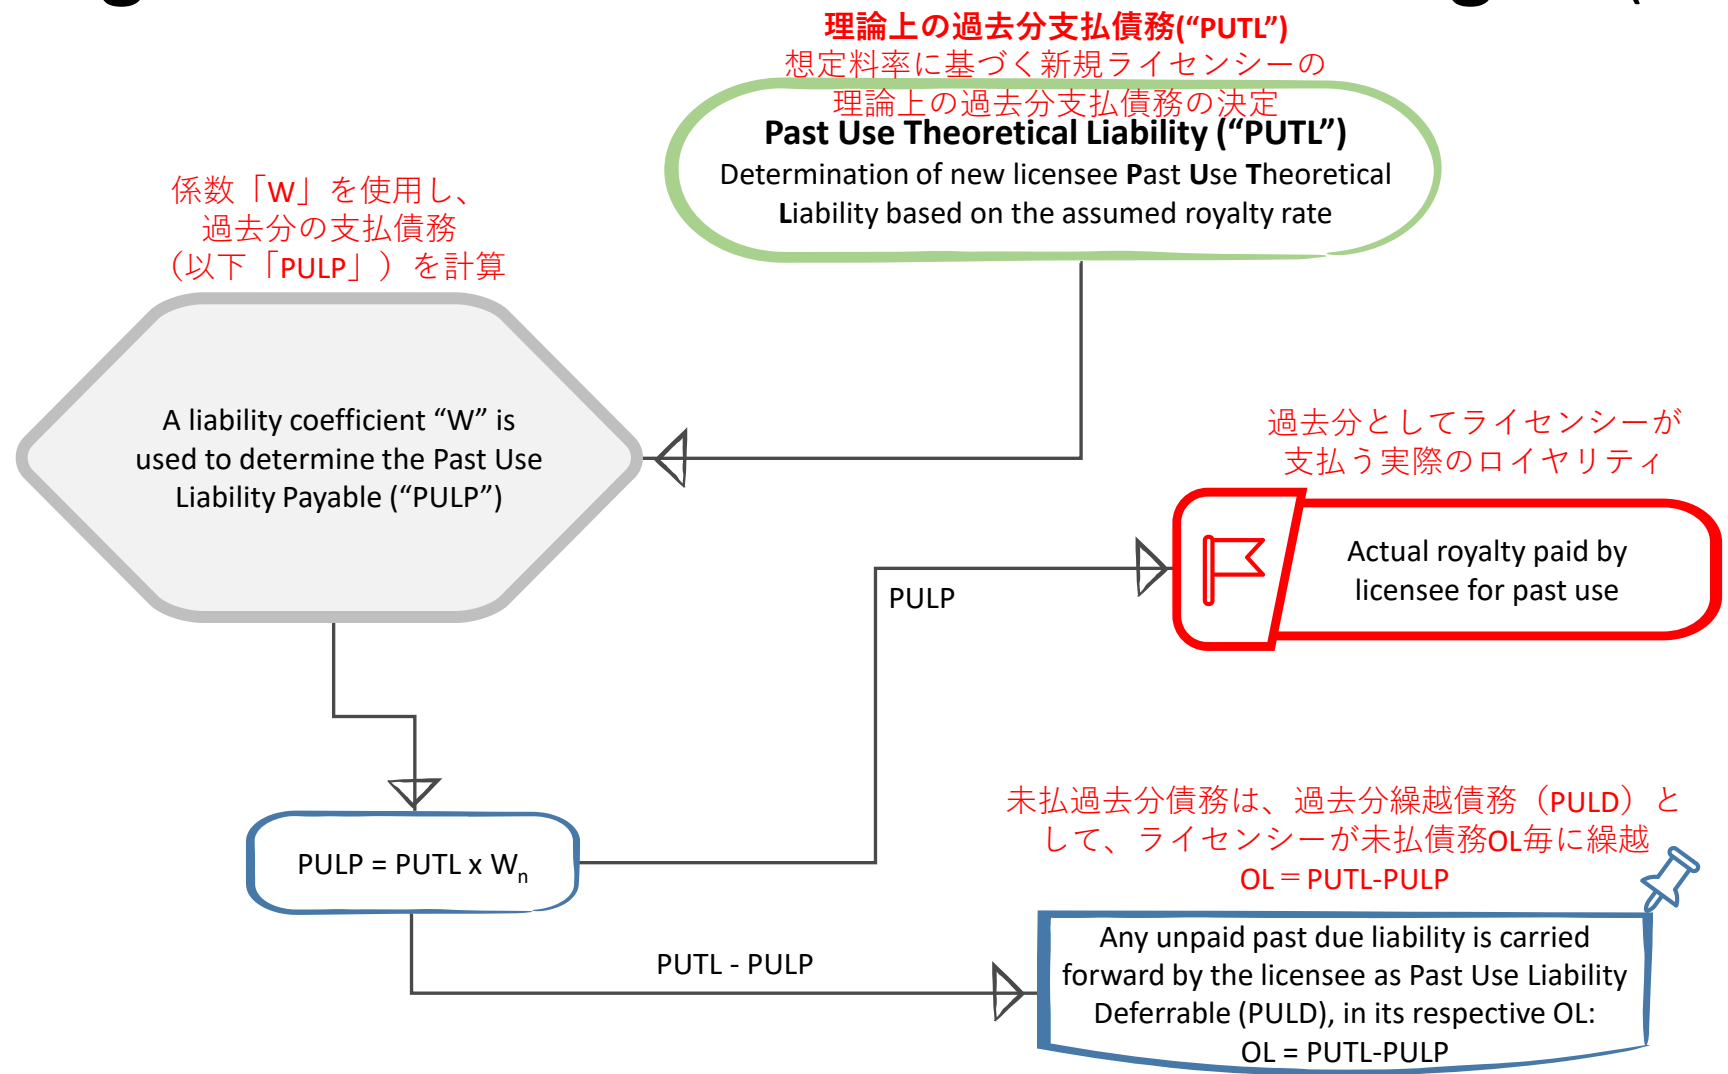 理論上の過去分支払債務(“PUTL”)
想定料率に基づく新規ライセンシーの
理論上の過去分支払債務の決定
Past Use Theoretical Liability (“PUTL”)
Determination of new licensee Past Use Theoretical
Liability based on the assumed royalty rate
係数「W」を使用し、
過去分の支払債務
（以下「PULP」）を計算
A liability coefficient “W” is
used to determine the Past Use
Liability Payable (“PULP”)
過去分としてライセンシーが
支払う実際のロイヤリティ
Actual royalty paid by
licensee for past use
PULP
PULP = PUTL x Wn
未払過去分債務は、過去分繰越債務（PULD）と
して、ライセンシーが未払債務OL毎に繰越
OL＝PUTL-PULP
PUTL - PULP
Any unpaid past due liability is carried
forward by the licensee as Past Use Liability
Deferrable (PULD), in its respective OL:
OL = PUTL-PULP